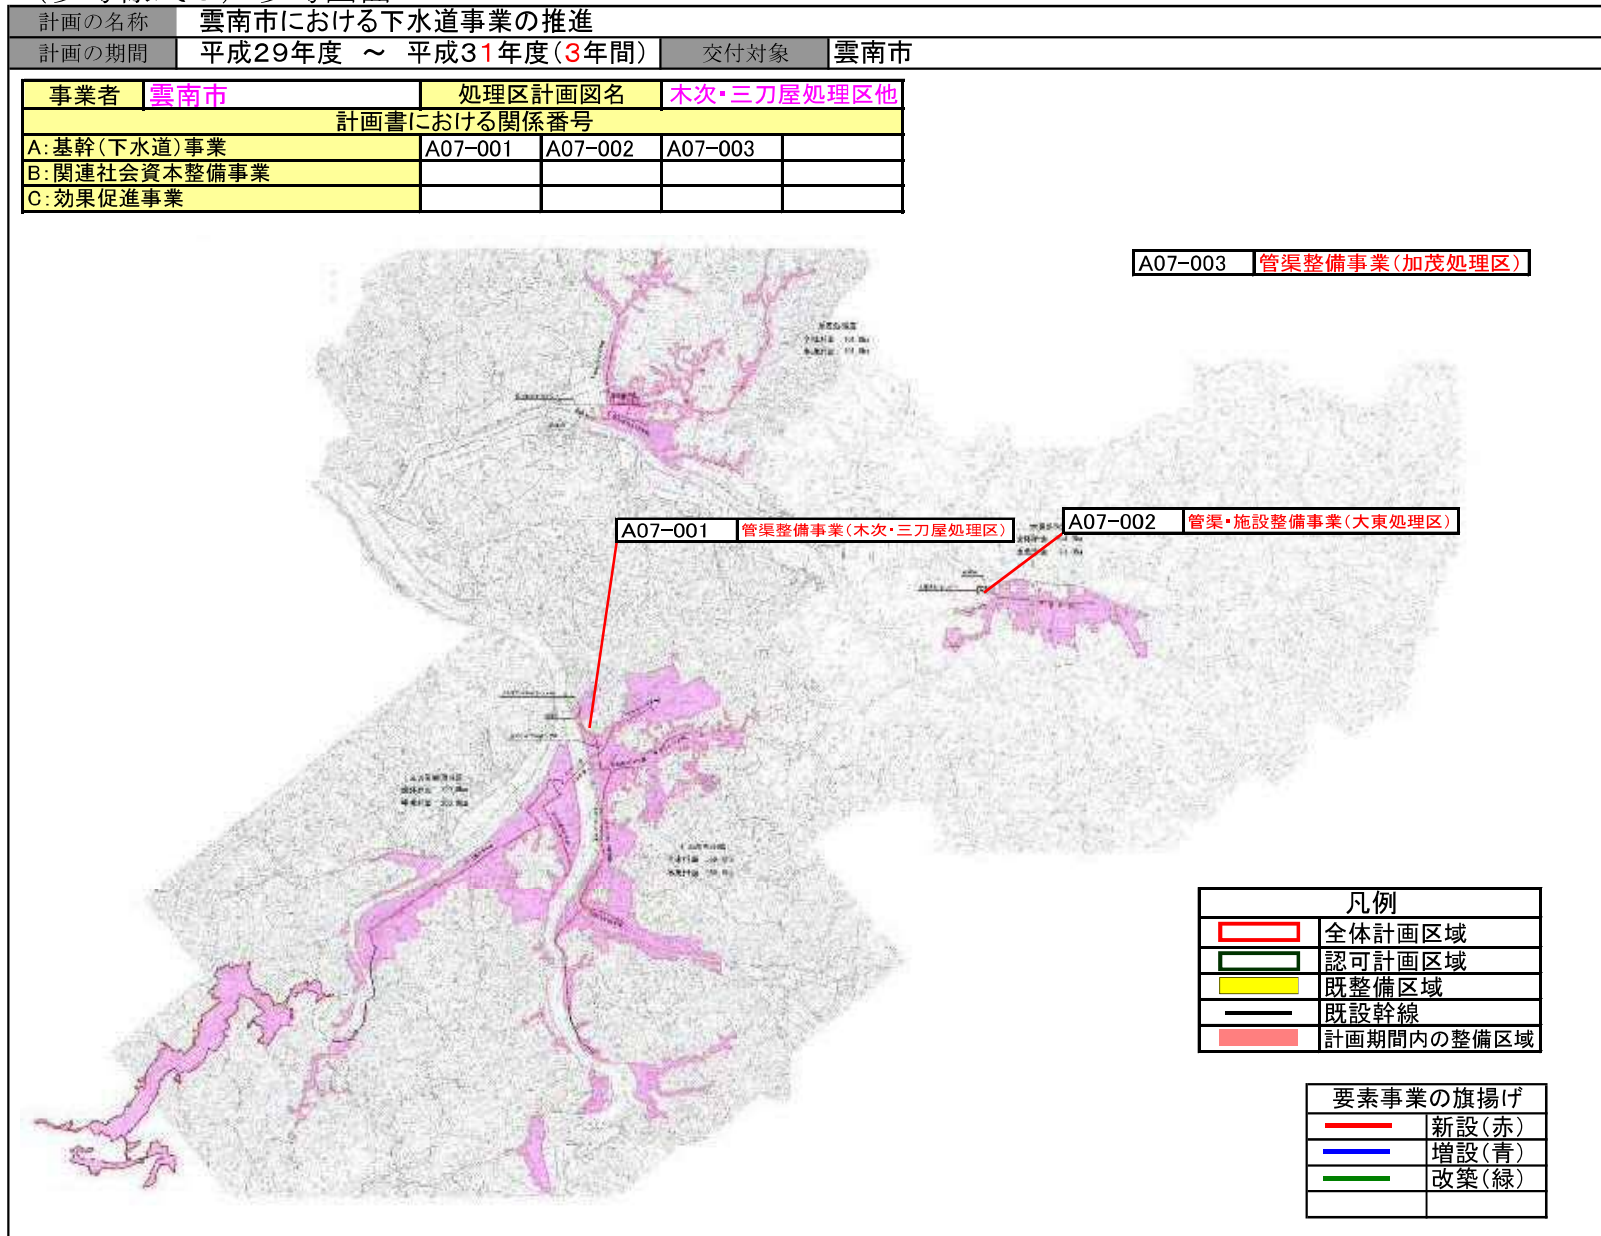 計画の名称 雲南市における下水道事業の推進
計画の期間 平成29年度 ～ 平成31年度(3年間) 交付対象 雲南市
事業者 雲南市 処理区計画図名 木次・三刀屋処理区他
計画書における関係番号
A:基幹(下水道)事業 A07-001 A07-002 A07-003
B:関連社会資本整備事業
C:効果促進事業
A07-003 管渠整備事業(加茂処理区)
A07-001 管渠整備事業(木次・三刀屋処理区)
A07-002 管渠・施設整備事業(大東処理区)
凡例
全体計画区域
認可計画区域
既整備区域
既設幹線
計画期間内の整備区域
要素事業の旗揚げ
新設(赤)
増設(青)
改築(緑)